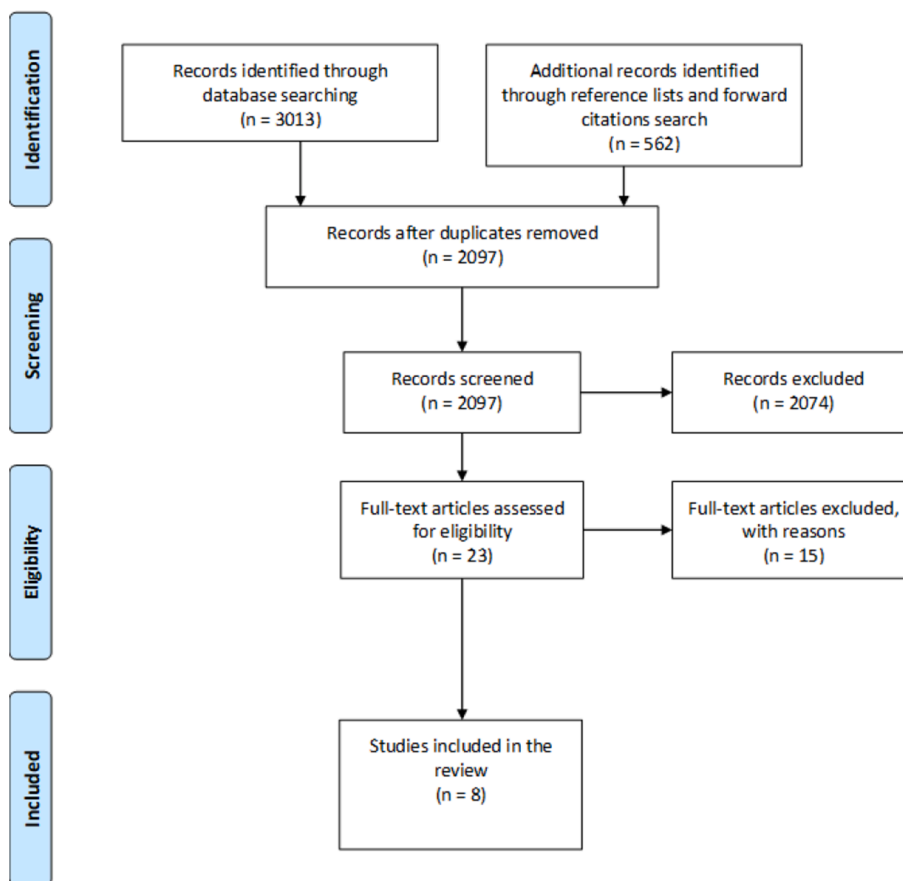 Identification
Records identified through
database searching
(n = 3013)
Additional records identified
through reference lists and forward
citations search
(n = 562)
Records after duplicates removed
(n = 2097)
Screening
Records screened
(n = 2097)
Records excluded
(n = 2074)
Eligibility
Full-text articles assessed
for eligibility
(n = 23)
Full-text articles excluded,
with reasons
(n = 15)
Included
Studies included in the
review
(n = 8)